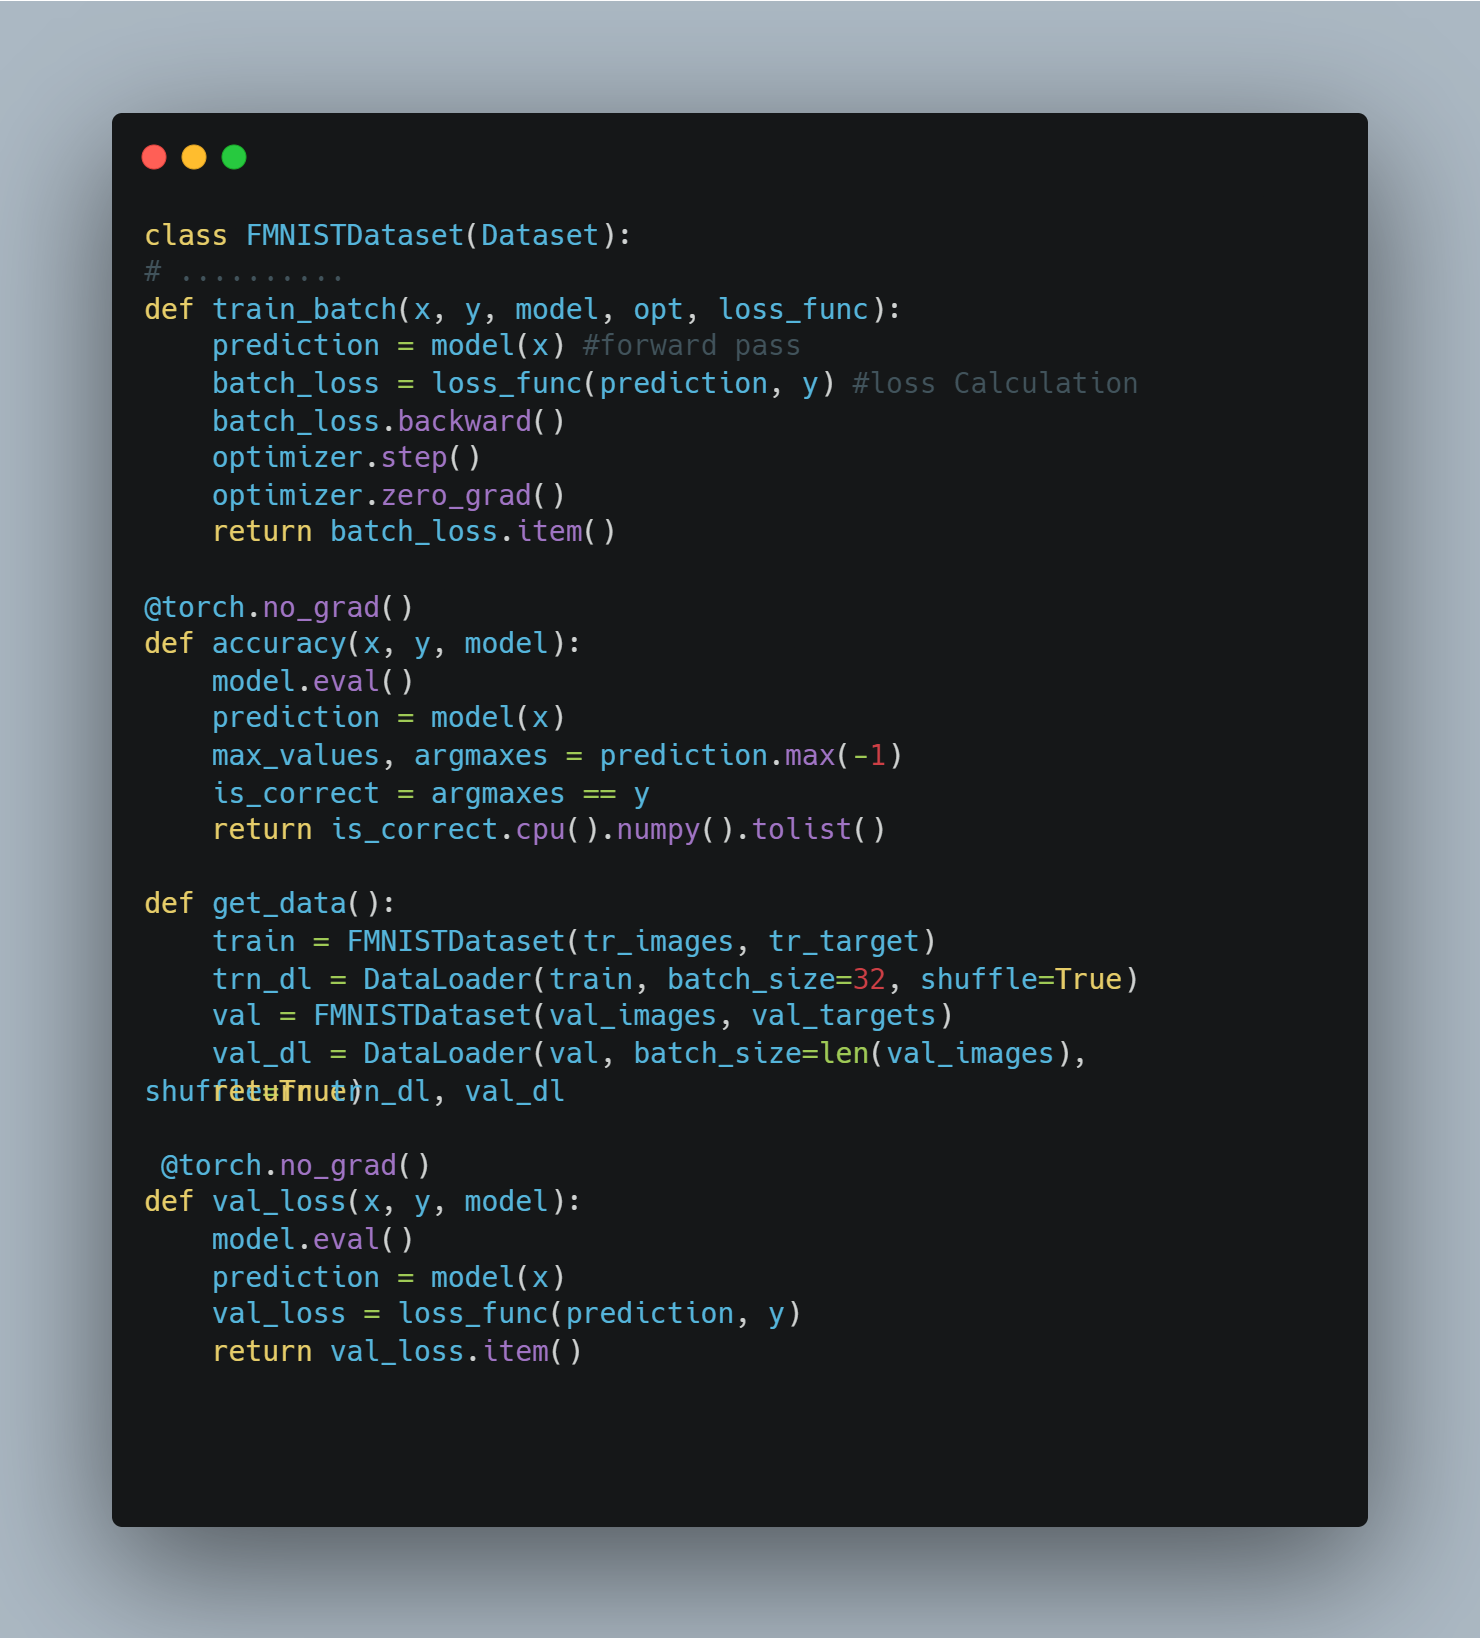 class FMNISTDataset(Dataset):
# ..........
def train_batch(x, y, model, opt, loss_func):
    prediction = model(x) #forward pass
    batch_loss = loss_func(prediction, y) #loss Calculation
    batch_loss.backward()
    optimizer.step()
    optimizer.zero_grad()
    return batch_loss.item()

@torch.no_grad()
def accuracy(x, y, model):
    model.eval()
    prediction = model(x)
    max_values, argmaxes = prediction.max(-1)
    is_correct = argmaxes == y
    return is_correct.cpu().numpy().tolist()

def get_data():
    train = FMNISTDataset(tr_images, tr_target)
    trn_dl = DataLoader(train, batch_size=32, shuffle=True)
    val = FMNISTDataset(val_images, val_targets)
    val_dl = DataLoader(val, batch_size=len(val_images),
shuffle=True)
    return trn_dl, val_dl

 @torch.no_grad()
def val_loss(x, y, model):
    model.eval()
    prediction = model(x)
    val_loss = loss_func(prediction, y)
    return val_loss.item()